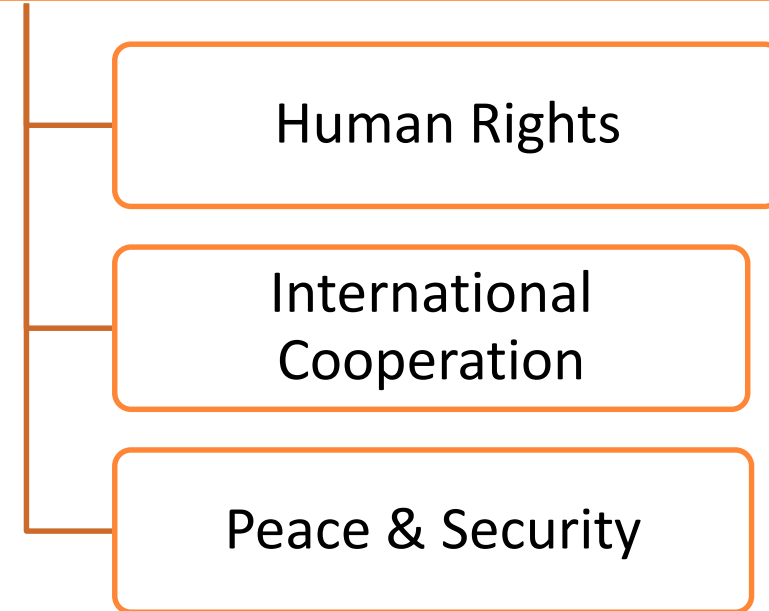 Human Rights
International
Cooperation
Peace & Security